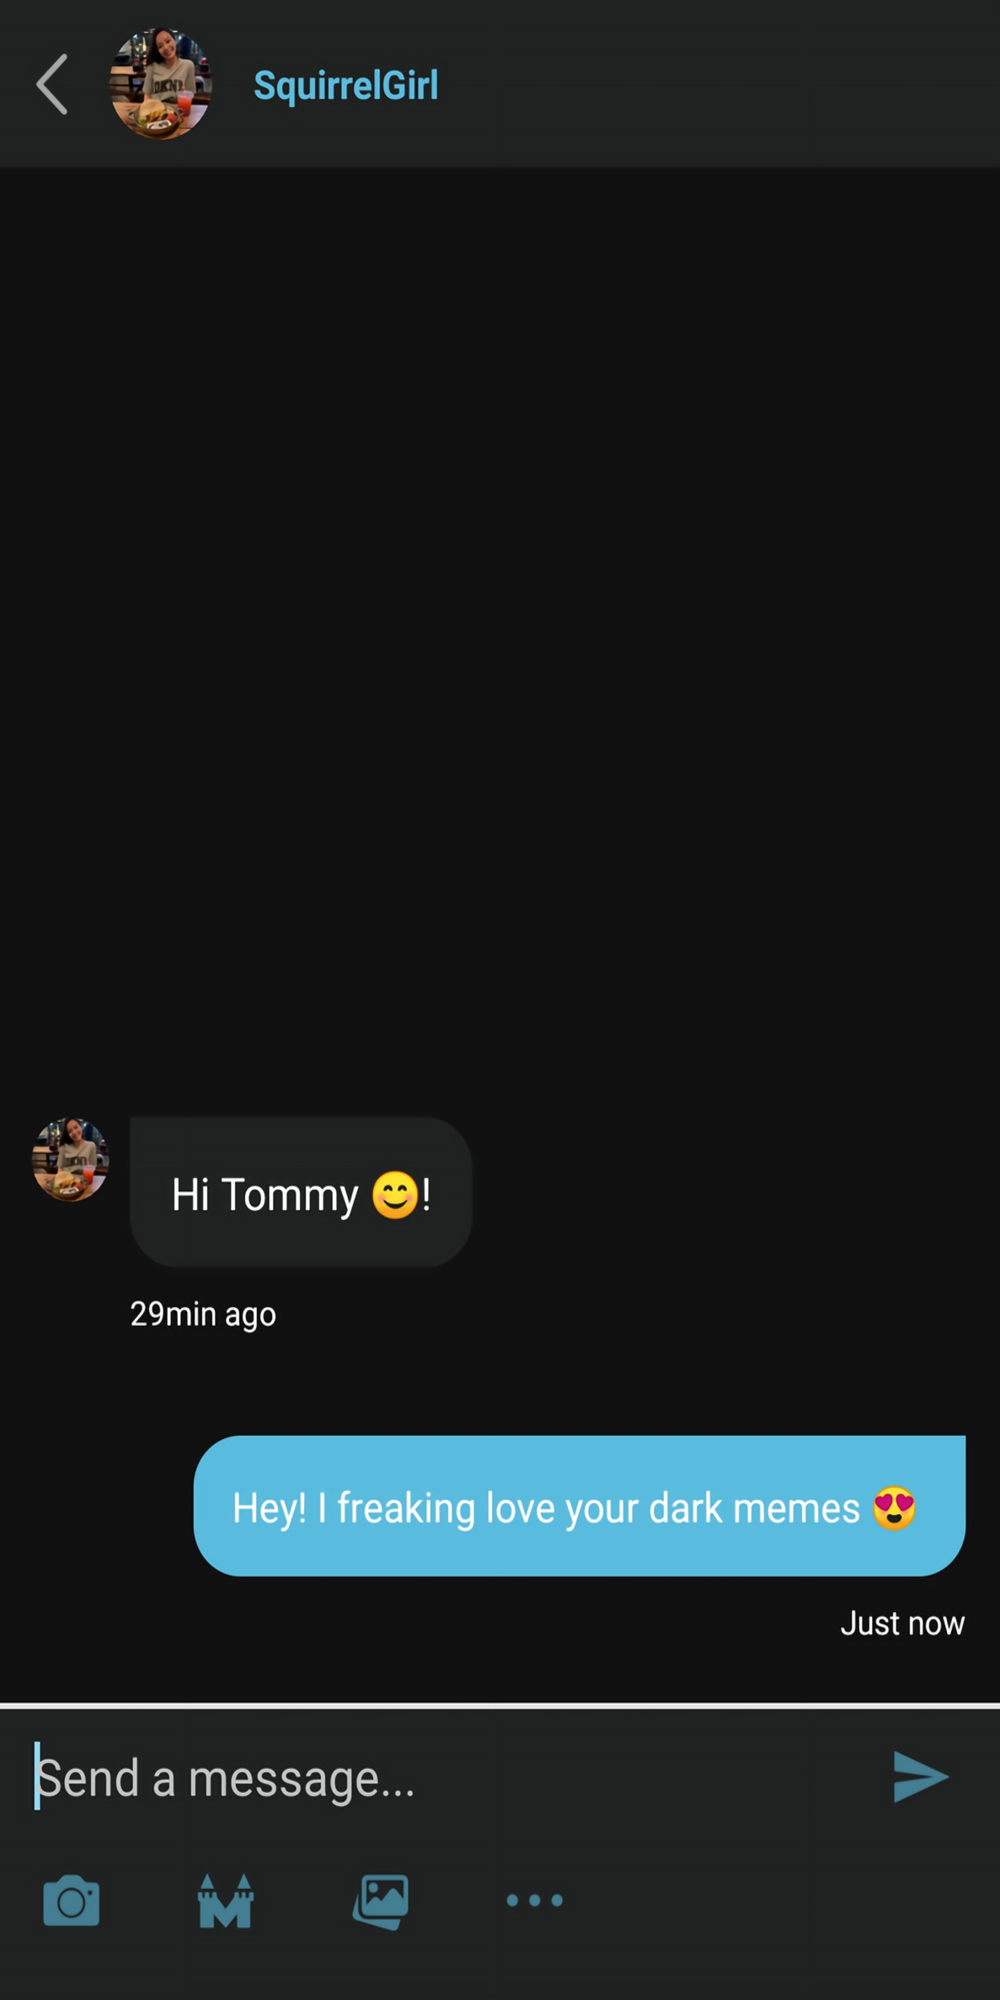 SquirrelGirl
Hi Tommy 😊!
29min ago
Hey! I freaking love your dark memes 😍
Just now
Send a message...